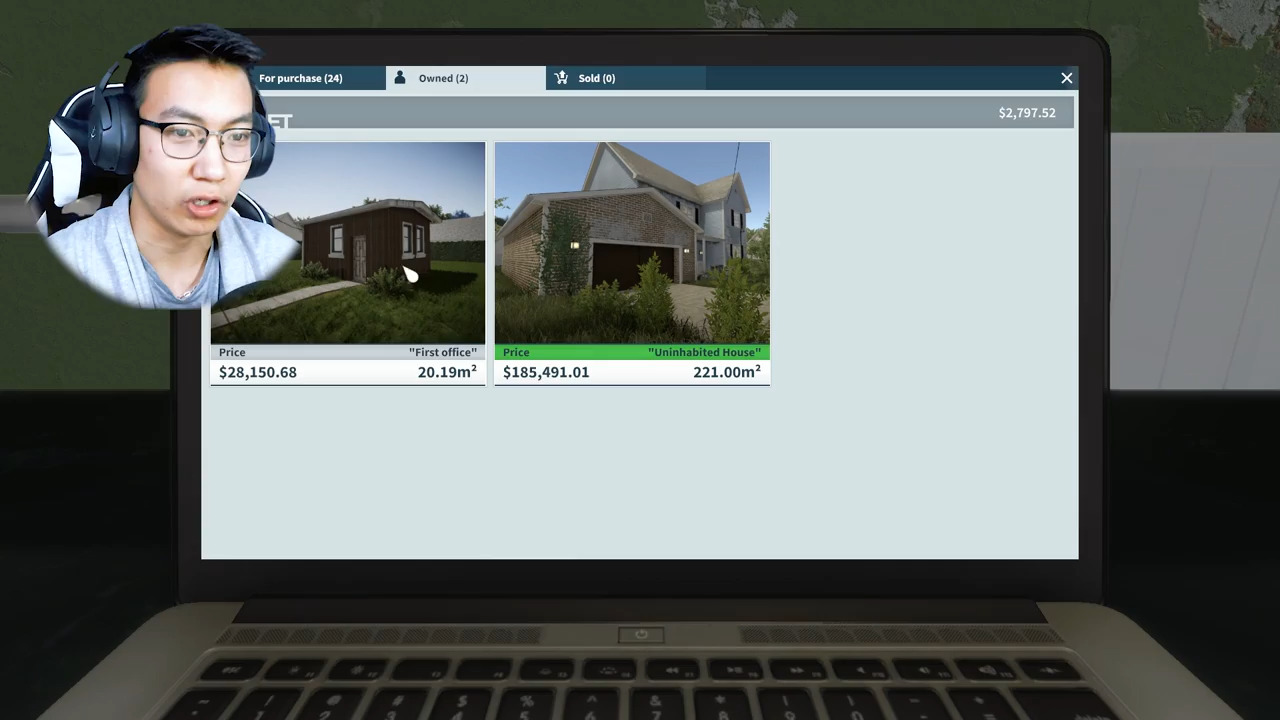 For purchase (24)
Owned (2)
Sold (0)
ET
$2,797.52
Price "First office"
$28,150.68 20.19m²
Price "Uninhabited House"
$185,491.01 221.00m²